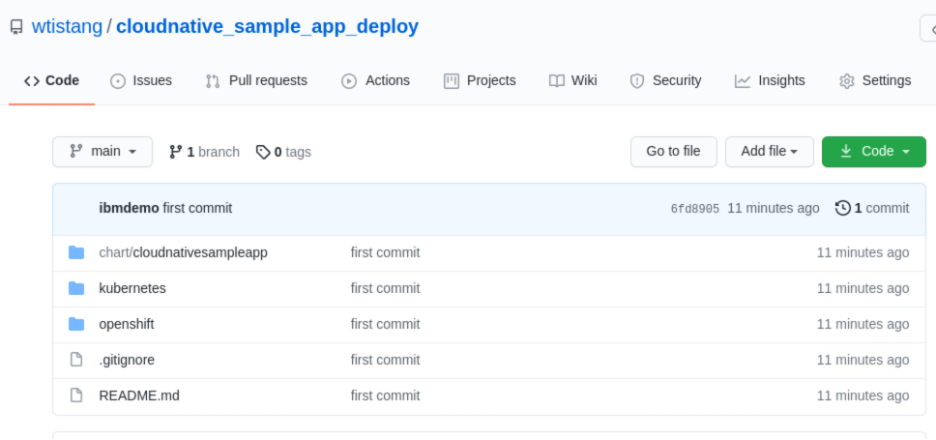 wtistang / cloudnative_sample_app_deploy
Code Issues Pull requests Actions Projects Wiki Security Insights Settings
main 1 branch 0 tags Go to file Add file Code
ibmdemo first commit 6fd8905 11 minutes ago 1 commit
chart/cloudnativesampleapp first commit 11 minutes ago
kubernetes first commit 11 minutes ago
openshift first commit 11 minutes ago
.gitignore first commit 11 minutes ago
README.md first commit 11 minutes ago